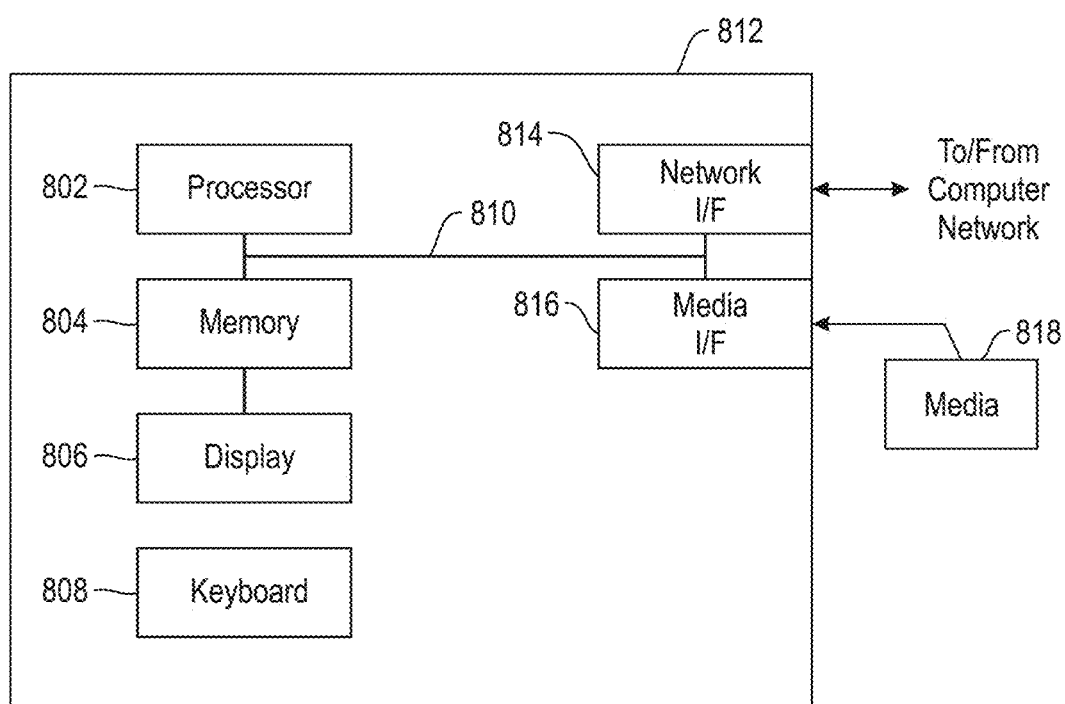 812
814
Network
I/F
To/From
Computer
Network
802
Processor
810
804
Memory
816
Media
I/F
818
Media
806
Display
808
Keyboard